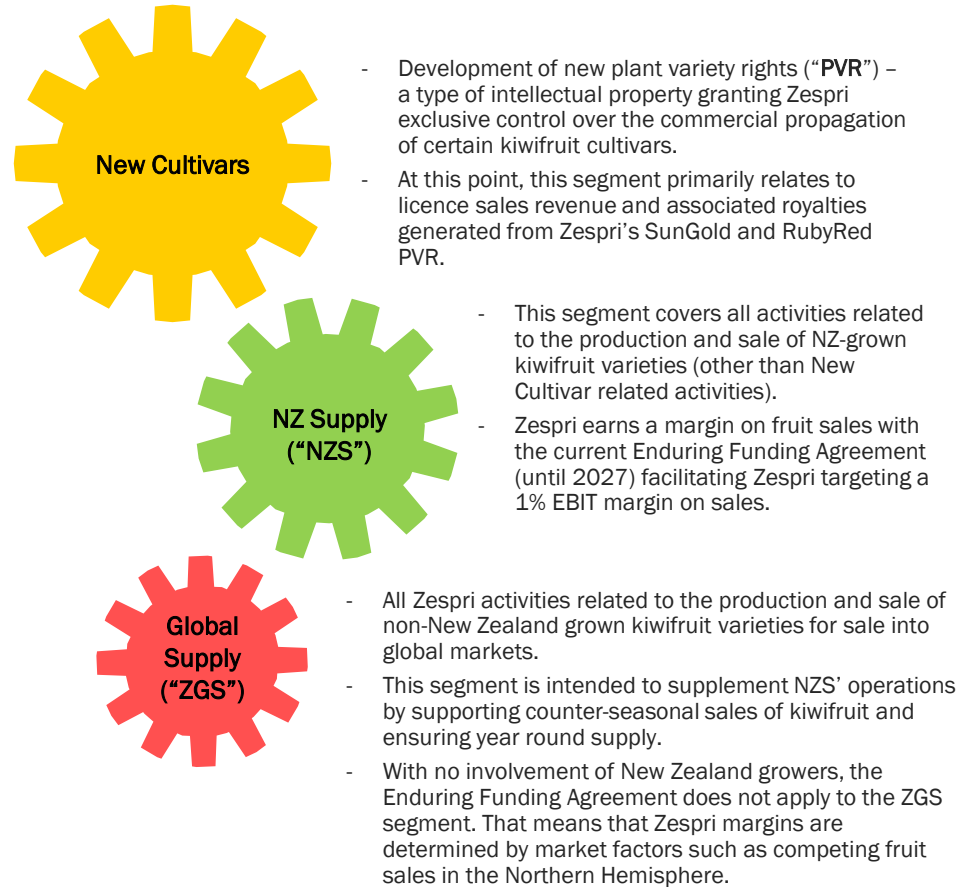 New Cultivars
- Development of new plant variety rights (“PVR”) –
a type of intellectual property granting Zespri
exclusive control over the commercial propagation
of certain kiwifruit cultivars.
- At this point, this segment primarily relates to
licence sales revenue and associated royalties
generated from Zespri’s SunGold and RubyRed
PVR.
NZ Supply
(“NZS”)
- This segment covers all activities related
to the production and sale of NZ-grown
kiwifruit varieties (other than New
Cultivar related activities).
- Zespri earns a margin on fruit sales with
the current Enduring Funding Agreement
(until 2027) facilitating Zespri targeting a
1% EBIT margin on sales.
Global
Supply
(“ZGS”)
- All Zespri activities related to the production and sale of
non-New Zealand grown kiwifruit varieties for sale into
global markets.
- This segment is intended to supplement NZS’ operations
by supporting counter-seasonal sales of kiwifruit and
ensuring year round supply.
- With no involvement of New Zealand growers, the
Enduring Funding Agreement does not apply to the ZGS
segment. That means that Zespri margins are
determined by market factors such as competing fruit
sales in the Northern Hemisphere.